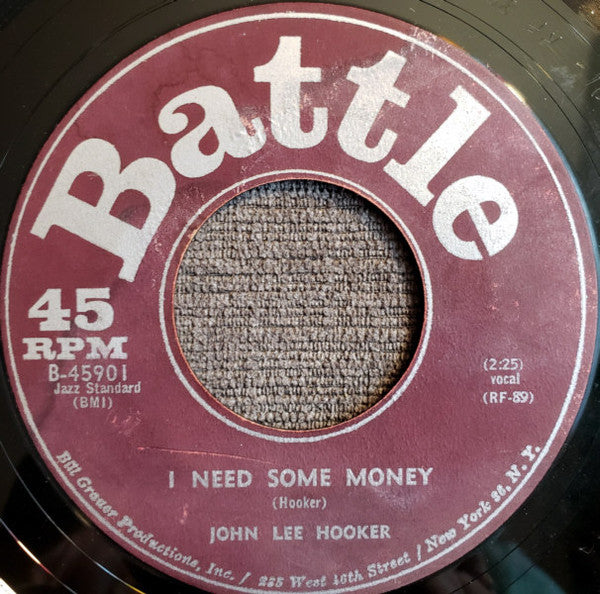 Battle
45
RPM
B-45901
Jazz Standard
(BMI)
(2:25)
vocal
(RF-89)
I NEED SOME MONEY
(Hooker)
JOHN LEE HOOKER
Bill Grauer Productions, Inc. / 235 West 46th Street / New York 36, N. Y.